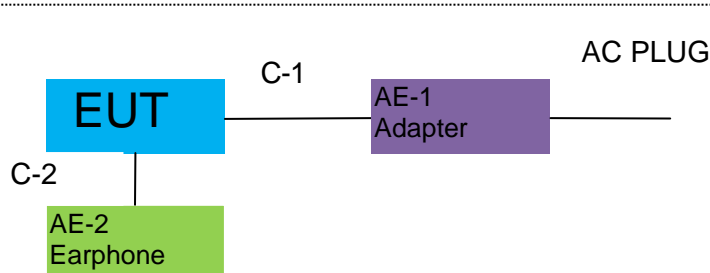 AC PLUG
C-1
EUT
AE-1
Adapter
C-2
AE-2
Earphone